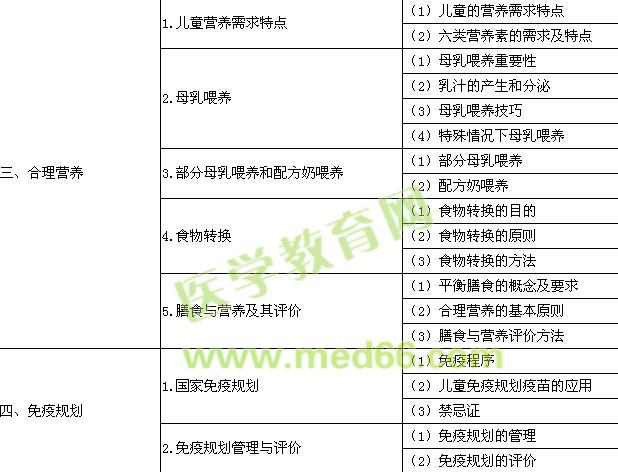 三、合理营养
1.儿童营养需求特点
(1) 儿童的营养需求特点
(2) 六类营养素的需求及特点
2.母乳喂养
(1) 母乳喂养重要性
(2) 乳汁的产生和分泌
(3) 母乳喂养技巧
(4) 特殊情况下母乳喂养
3.部分母乳喂养和配方奶喂养
(1) 部分母乳喂养
(2) 配方奶喂养
4.食物转换
(1) 食物转换的目的
(2) 食物转换的原则
(3) 食物转换的方法
5.膳食与营养及其评价
(1) 平衡膳食的概念及要求
(2) 合理营养的基本原则
(3) 膳食与营养评价方法
四、免疫规划
1.国家免疫规划
(1) 免疫程序
(2) 儿童免疫规划疫苗的应用
(3) 禁忌证
2.免疫规划管理与评价
(1) 免疫规划的管理
(2) 免疫规划的评价
医学教育网
www.med66.com